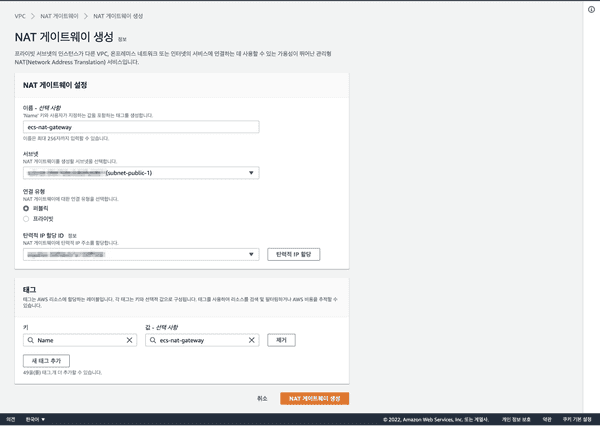 VPC > NAT 게이트웨이 > NAT 게이트웨이 생성
NAT 게이트웨이 생성 정보
프라이빗 서브넷의 인스턴스가 다른 VPC, 온프레미스 네트워크 또는 인터넷의 서비스에 연결하는 데 사용할 수 있는 가용성이 뛰어난 관리형
NAT(Network Address Translation) 서비스입니다.
NAT 게이트웨이 설정
이름 - 선택 사항
'Name' 키와 사용자가 지정하는 값을 포함하는 태그를 생성합니다.
ecs-nat-gateway
이름은 최대 256자까지 입력할 수 있습니다.
서브넷
NAT 게이트웨이를 생성할 서브넷을 선택합니다.
(subnet-public-1)
연결 유형
NAT 게이트웨이에 대한 연결 유형을 선택합니다.
퍼블릭
프라이빗
탄력적 IP 할당 ID 정보
NAT 게이트웨이에 탄력적 IP 주소를 할당합니다.
탄력적 IP 할당
태그
태그는 AWS 리소스에 할당하는 레이블입니다. 각 태그는 키와 선택적 값으로 구성됩니다. 태그를 사용하여 리소스를 검색 및 필터링하거나 AWS 비용을 추적할 수
있습니다.
키 값 - 선택 사항
Name ecs-nat-gateway 제거
새 태그 추가
49을(를) 태그.개 더 추가할 수 있습니다.
취소 NAT 게이트웨이 생성
의견 한국어 © 2022, Amazon Web Services, Inc. 또는 계열사. 개인 정보 보호 약관 쿠키 기본 설정